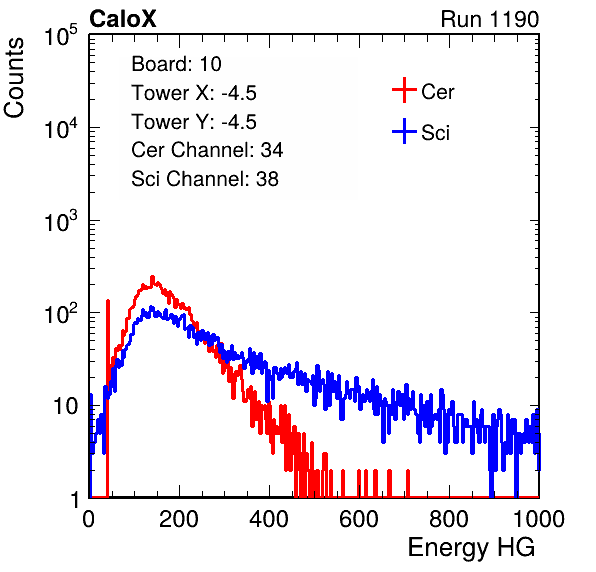 CaloX Run 1190
Counts
10^5
10^4
10^3
10^2
10
1
Board: 10
Tower X: -4.5
Tower Y: -4.5
Cer Channel: 34
Sci Channel: 38
Cer
Sci
0 200 400 600 800 1000
Energy HG